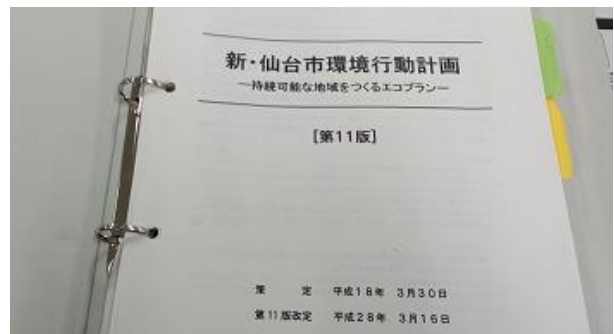 新・仙台市環境行動計画
―持続可能な地域をつくるエコプラン―
[第11版]
策　　定　平成18年　3月30日
第11版改定　平成28年　3月16日